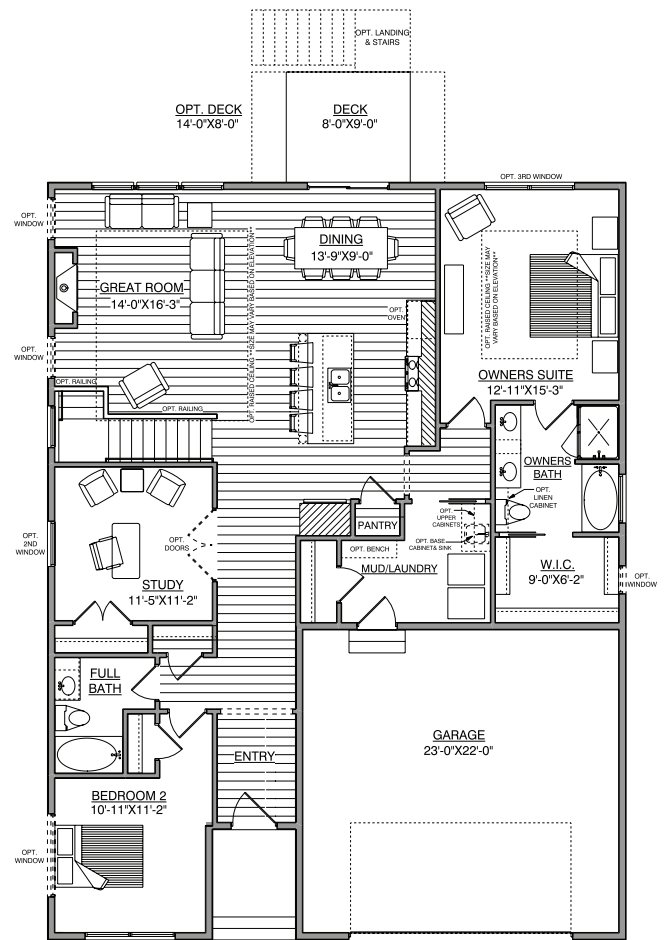 OPT. LANDING
& STAIRS
OPT. DECK
14'-0"X8'-0"
DECK
8'-0"X9'-0"
OPT. 3RD WINDOW
OPT.
WINDOW
DINING
13'-9"X9'-0"
GREAT ROOM
14'-0"X16'-3"
OPT. RAISED CEILING **SIZE MAY VARY BASED ON ELEVATION**
OPT. RAISED CEILING **SIZE MAY
VARY BASED ON ELEVATION**
OPT.
OVEN
OPT.
WINDOW
OPT. RAILING
OPT. RAILING
OWNERS SUITE
12'-11"X15'-3"
OWNERS
BATH
OPT.
LINEN
CABINET
PANTRY
OPT.
UPPER
CABINETS
OPT. BASE
CABINET& SINK
OPT. BENCH
MUD/LAUNDRY
OPT.
2ND
WINDOW
OPT.
DOORS
STUDY
11'-5"X11'-2"
W.I.C.
9'-0"X6'-2"
OPT.
WINDOW
FULL
BATH
ENTRY
GARAGE
23'-0"X22'-0"
BEDROOM 2
10'-11"X11'-2"
OPT.
WINDOW